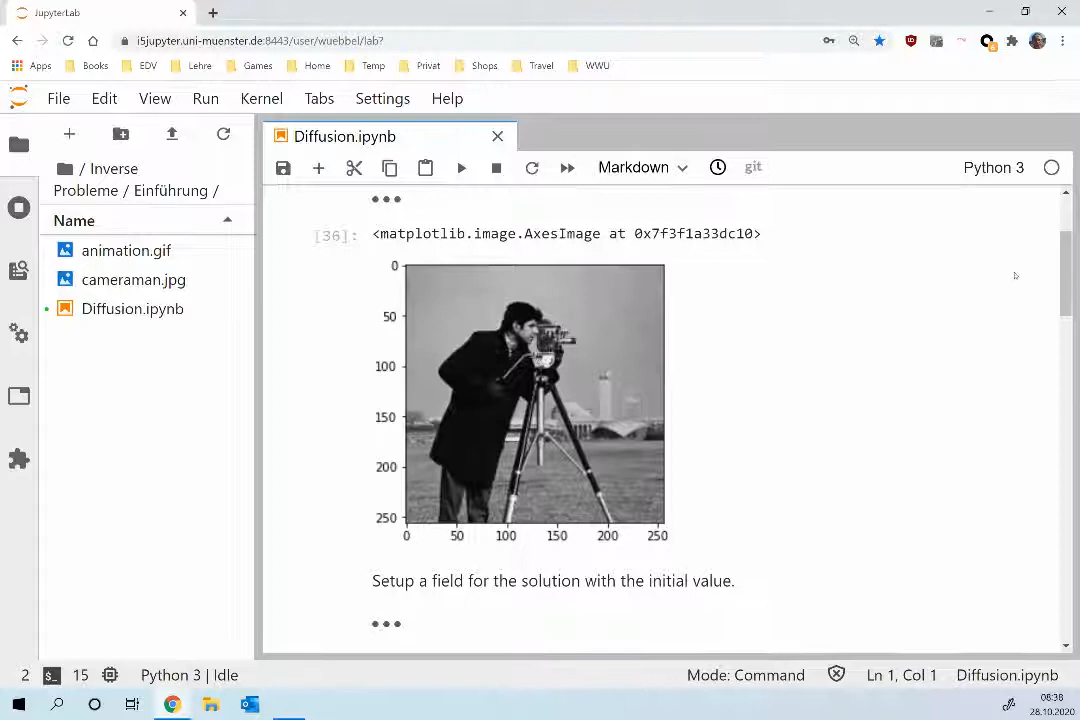 JupyterLab
i5jupyter.uni-muenster.de:8443/user/wuebbel/lab?
Apps Books EDV Lehre Games Home Temp Privat Shops Travel WWU
File Edit View Run Kernel Tabs Settings Help
Diffusion.ipynb
Markdown git Python 3
/ Inverse
Probleme / Einführung /
Name
animation.gif
cameraman.jpg
Diffusion.ipynb
[36]: <matplotlib.image.AxesImage at 0x7f3f1a33dc10>
0
50
100
150
200
250
0 50 100 150 200 250
Setup a field for the solution with the initial value.
2 15 Python 3 | Idle Mode: Command Ln 1, Col 1 Diffusion.ipynb
08:38
28.10.2020